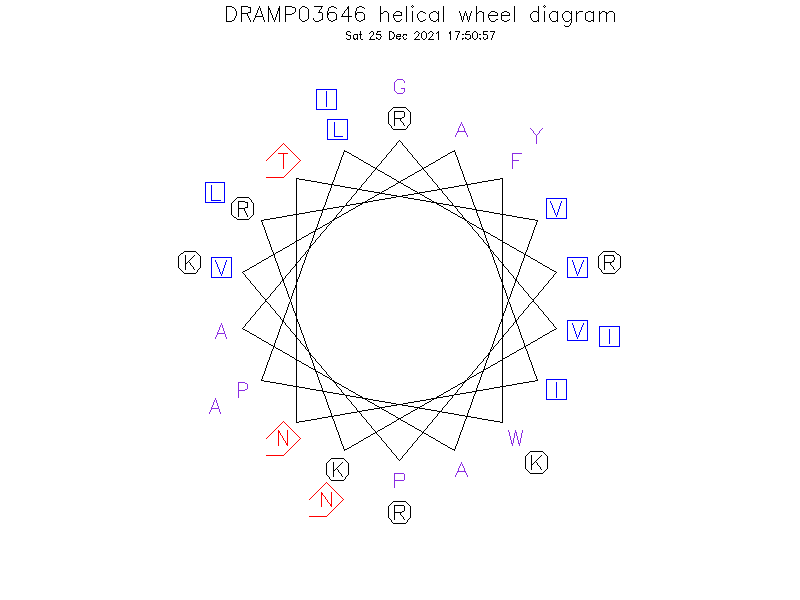 DRAMP03646 helical wheel diagram
Sat 25 Dec 2021 17:50:57
G
I
R
L
A
Y
T
F
L
R
V
K
V
V
R
A
V
I
P
I
A
N
W
K
K
A
P
N
R